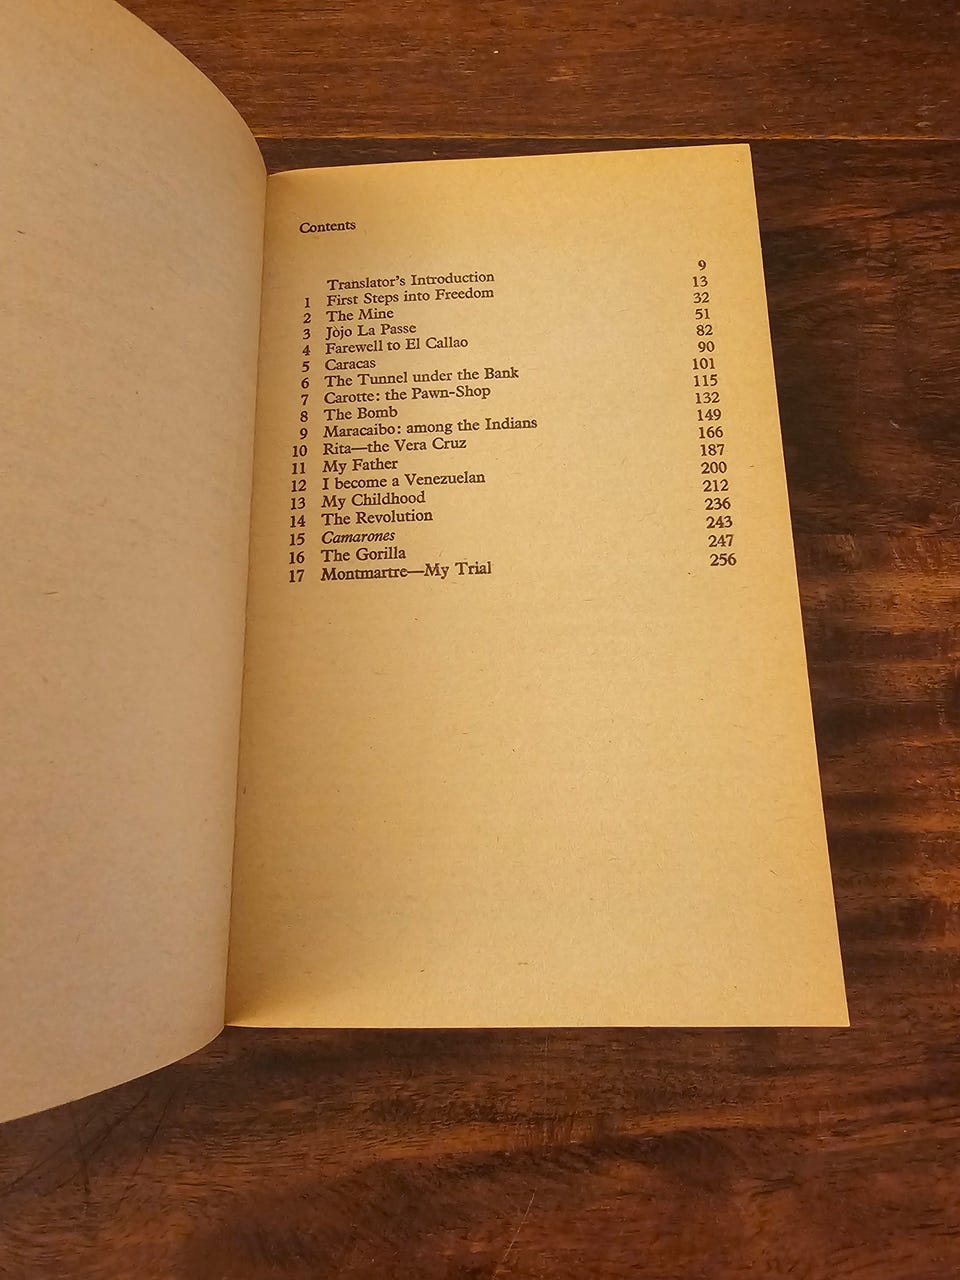 Contents
Translator's Introduction 9
1 First Steps into Freedom 13
2 The Mine 32
3 Jòjo La Passe 51
4 Farewell to El Callao 82
5 Caracas 90
6 The Tunnel under the Bank 101
7 Carotte: the Pawn-Shop 115
8 The Bomb 132
9 Maracaibo: among the Indians 149
10 Rita—the Vera Cruz 166
11 My Father 187
12 I become a Venezuelan 200
13 My Childhood 212
14 The Revolution 236
15 Camarones 243
16 The Gorilla 247
17 Montmartre—My Trial 256